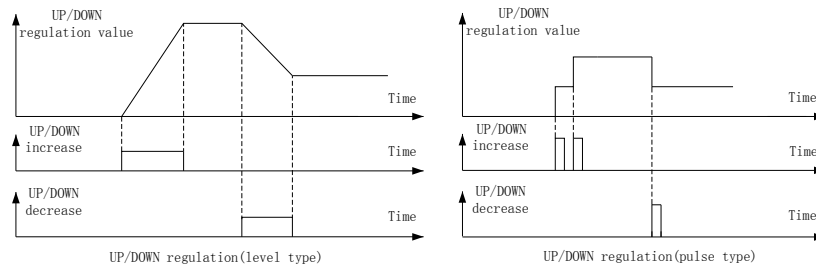 UP/DOWN
regulation value
Time
UP/DOWN
increase
Time
UP/DOWN
decrease
Time
UP/DOWN regulation(level type)
UP/DOWN
regulation value
Time
UP/DOWN
increase
Time
UP/DOWN
decrease
Time
UP/DOWN regulation(pulse type)